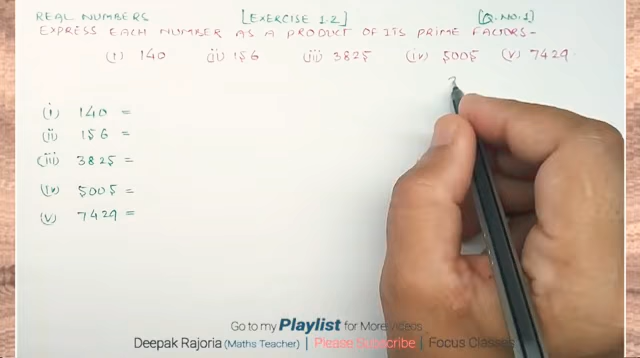 REAL NUMBERS [EXERCISE 1.2] [Q.NO.1]
EXPRESS EACH NUMBER AS A PRODUCT OF ITS PRIME FACTORS-
(i) 140 (ii) 156 (iii) 3825 (iv) 5005 (v) 7429.
(i) 140 =
(ii) 156 =
(iii) 3825 =
(iv) 5005 =
(v) 7429 =
Go to my Playlist for More Videos
Deepak Rajoria (Maths Teacher) | Please Subscribe | Focus Classes